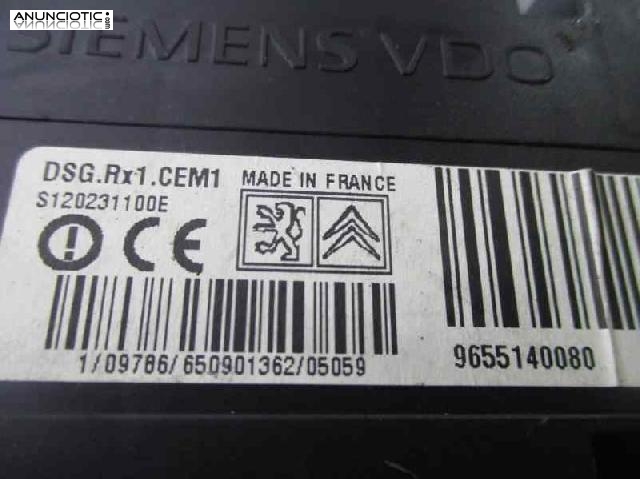 ANUNCIOTIC
SIEMENS VDO
DSG.Rx1.CEM1
MADE IN FRANCE
S120231100E
CE
1/09786/650901362/05059
9655140080